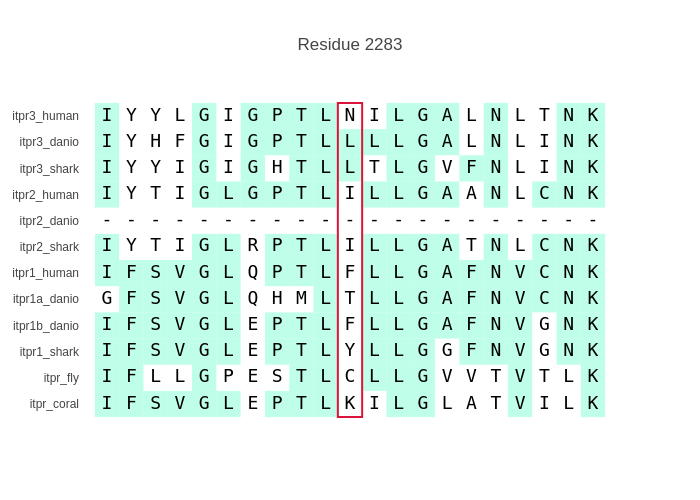 Residue 2283
itpr3_human I Y Y L G I G P T L N I L G A L N L T N K
itpr3_danio I Y H F G I G P T L L L L G A L N L I N K
itpr3_shark I Y Y I G I G H T L L T L G V F N L I N K
itpr2_human I Y T I G L G P T L I L L G A A N L C N K
itpr2_danio - - - - - - - - - - - - - - - - - - - - -
itpr2_shark I Y T I G L R P T L I L L G A T N L C N K
itpr1_human I F S V G L Q P T L F L L G A F N V C N K
itpr1a_danio G F S V G L Q H M L T L L G A F N V C N K
itpr1b_danio I F S V G L E P T L F L L G A F N V G N K
itpr1_shark I F S V G L E P T L Y L L G G F N V G N K
itpr_fly I F L L G P E S T L C L L G V V T V T L K
itpr_coral I F S V G L E P T L K I L G L A T V I L K